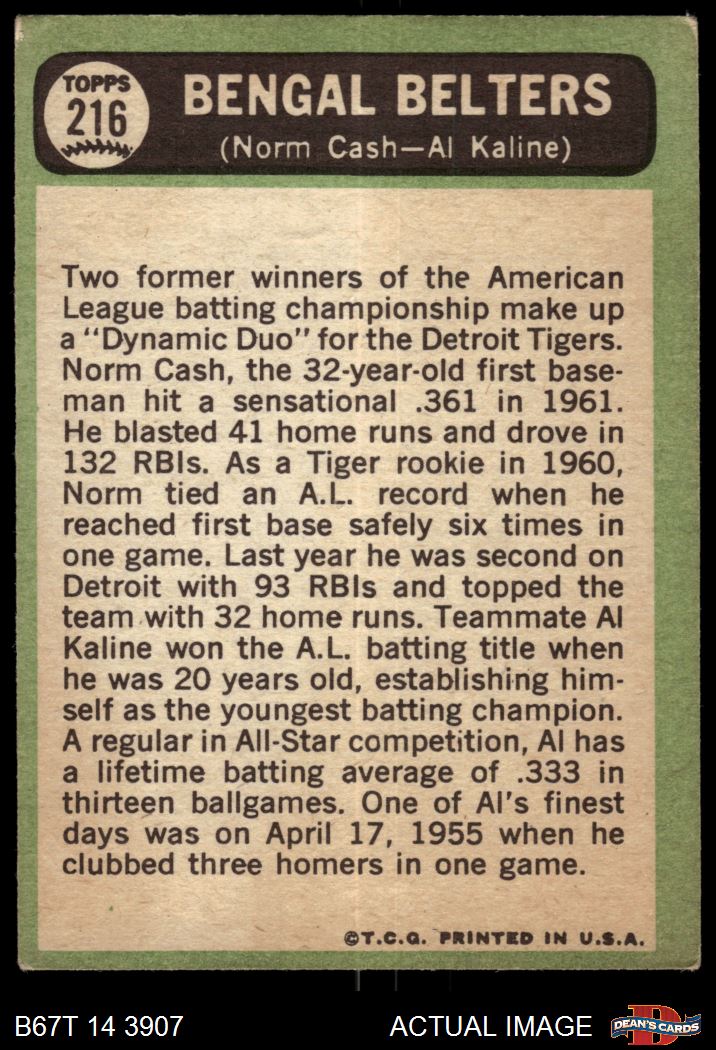 TOPPS
216
BENGAL BELTERS
(Norm Cash—Al Kaline)
Two former winners of the American
League batting championship make up
a "Dynamic Duo" for the Detroit Tigers.
Norm Cash, the 32-year-old first base-
man hit a sensational .361 in 1961.
He blasted 41 home runs and drove in
132 RBIs. As a Tiger rookie in 1960,
Norm tied an A.L. record when he
reached first base safely six times in
one game. Last year he was second on
Detroit with 93 RBIs and topped the
team with 32 home runs. Teammate Al
Kaline won the A.L. batting title when
he was 20 years old, establishing him-
self as the youngest batting champion.
A regular in All-Star competition, Al has
a lifetime batting average of .333 in
thirteen ballgames. One of Al's finest
days was on April 17, 1955 when he
clubbed three homers in one game.
©T.C.G. PRINTED IN U.S.A.
B67T 14 3907
ACTUAL IMAGE
D
DEAN'S CARDS